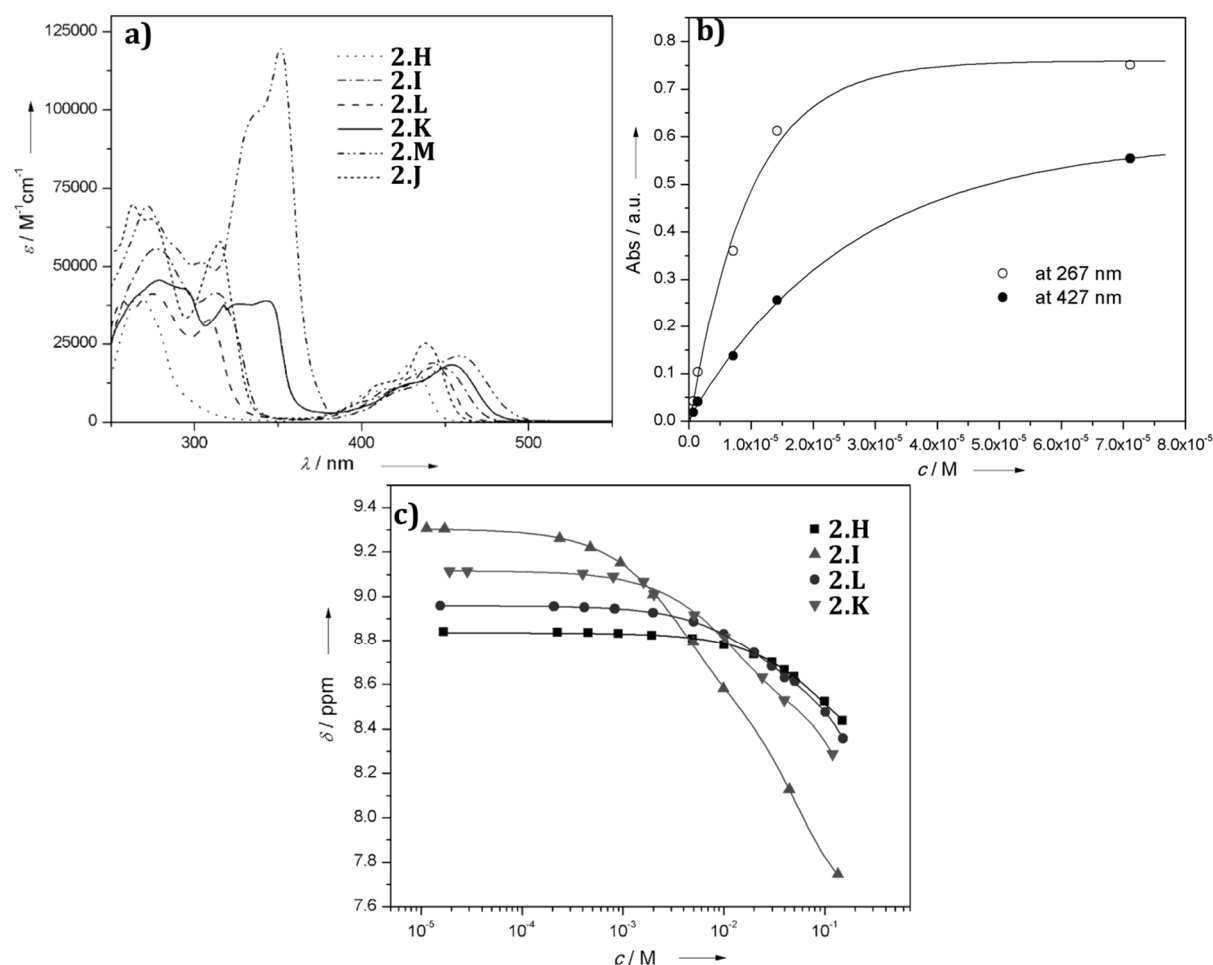 a)
125000
100000
75000
50000
25000
0
ε / M⁻¹cm⁻¹
300
400
500
λ / nm
2.H
2.I
2.L
2.K
2.M
2.J
b)
0.8
0.7
0.6
0.5
0.4
0.3
0.2
0.1
0.0
Abs / a.u.
at 267 nm
at 427 nm
0.0 1.0x10⁻⁵ 2.0x10⁻⁵ 3.0x10⁻⁵ 4.0x10⁻⁵ 5.0x10⁻⁵ 6.0x10⁻⁵ 7.0x10⁻⁵ 8.0x10⁻⁵
c / M
c)
9.4
9.2
9.0
8.8
8.6
8.4
8.2
8.0
7.8
7.6
δ / ppm
2.H
2.I
2.L
2.K
10⁻⁵ 10⁻⁴ 10⁻³ 10⁻² 10⁻¹
c / M